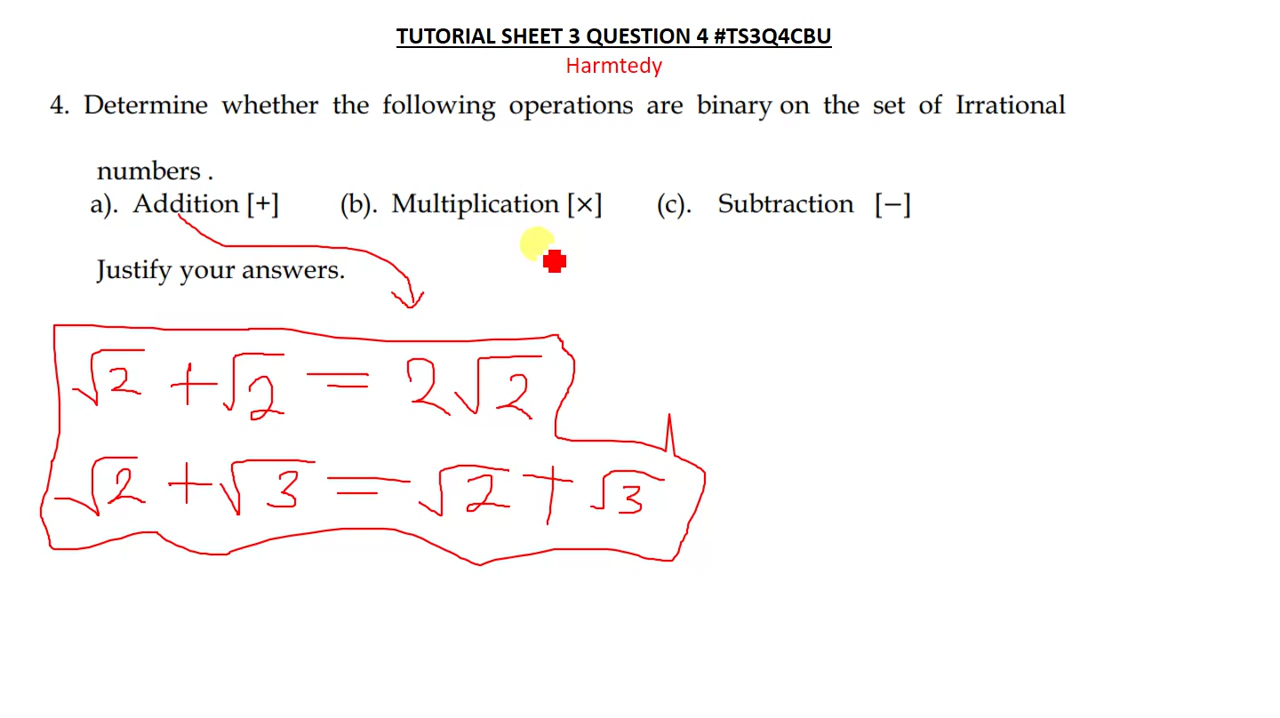 TUTORIAL SHEET 3 QUESTION 4 #TS3Q4CBU
Harmtedy
4. Determine whether the following operations are binary on the set of Irrational
numbers .
a). Addition [+] (b). Multiplication [×] (c). Subtraction [−]
Justify your answers.
√2 + √2 = 2√2
√2 + √3 = √2 + √3